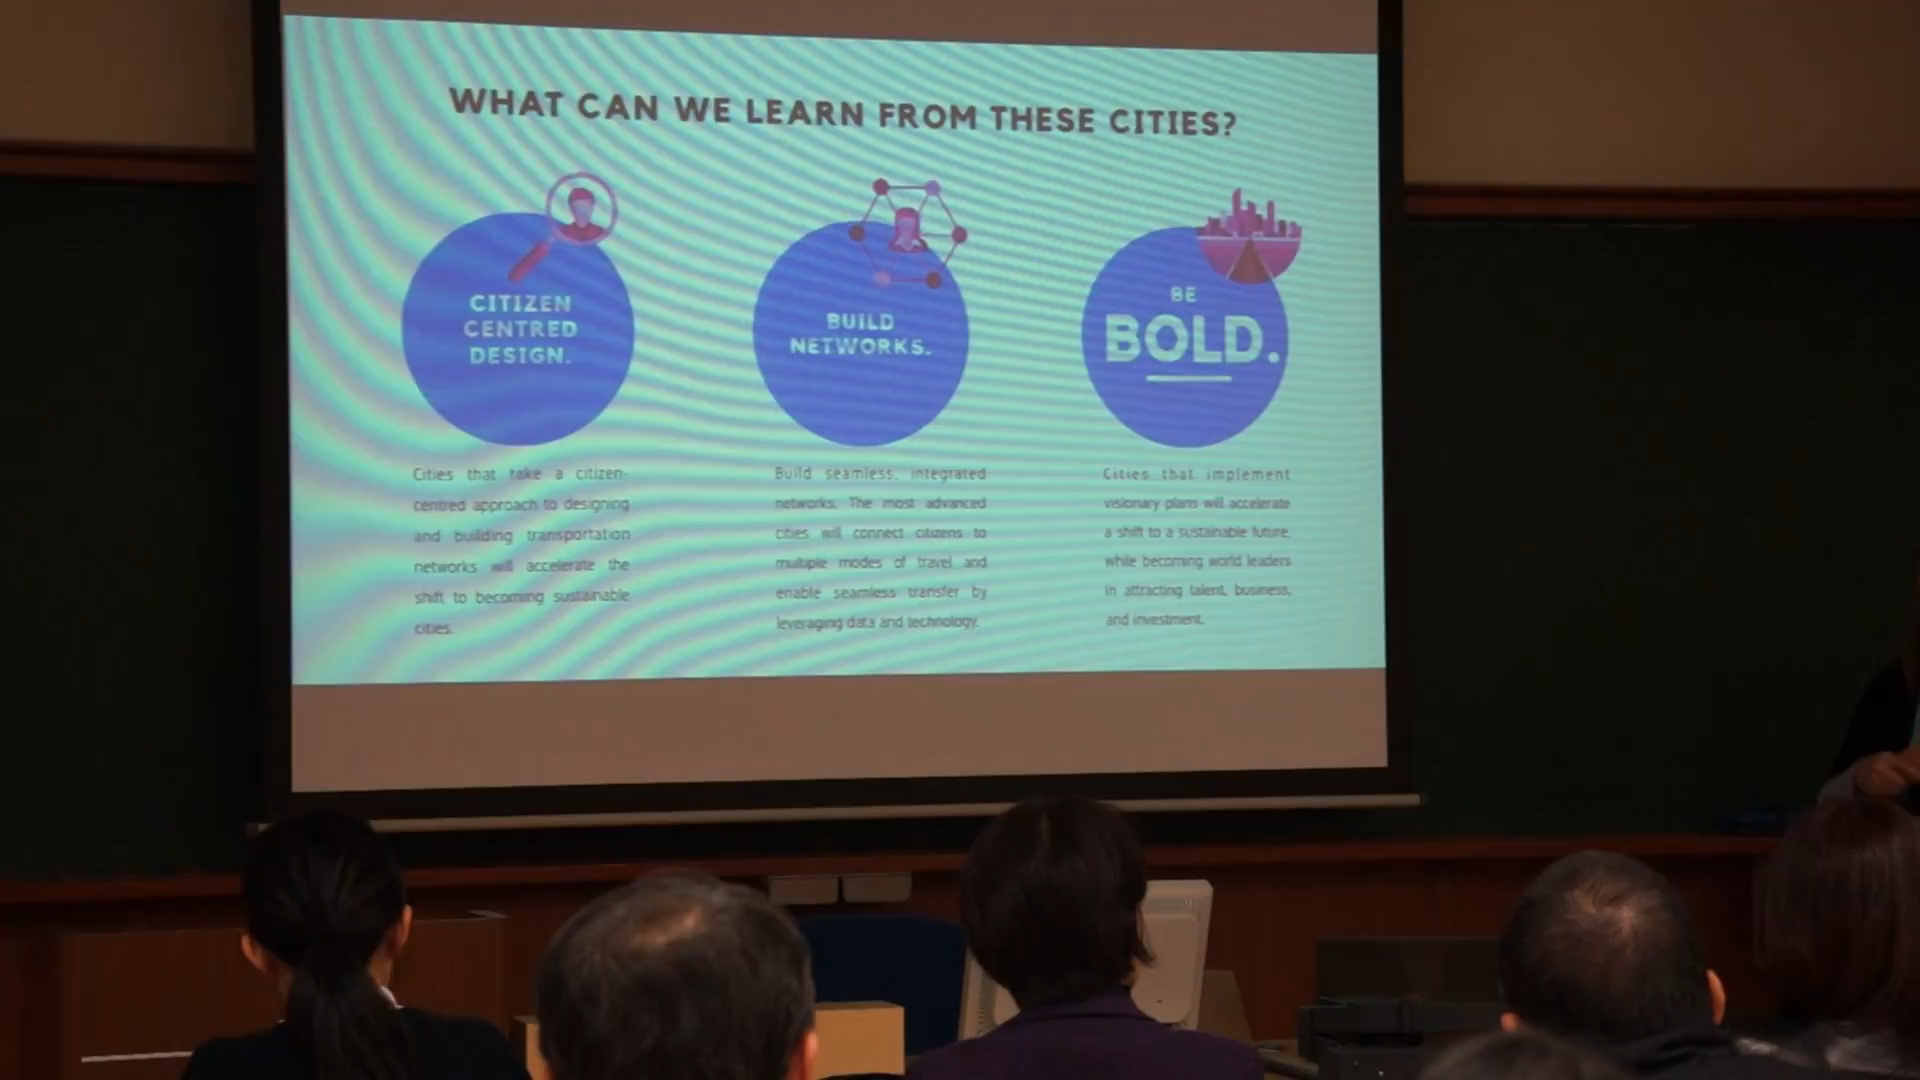 WHAT CAN WE LEARN FROM THESE CITIES?
CITIZEN
CENTRED
DESIGN.
Cities that take a citizen-
centred approach to designing
and building transportation
networks will accelerate the
shift to becoming sustainable
cities.
BUILD
NETWORKS.
Build seamless, integrated
networks. The most advanced
cities will connect citizens to
multiple modes of travel and
enable seamless transfer by
leveraging data and technology.
BE
BOLD.
Cities that implement
visionary plans will accelerate
a shift to a sustainable future,
while becoming world leaders
in attracting talent, business,
and investment.